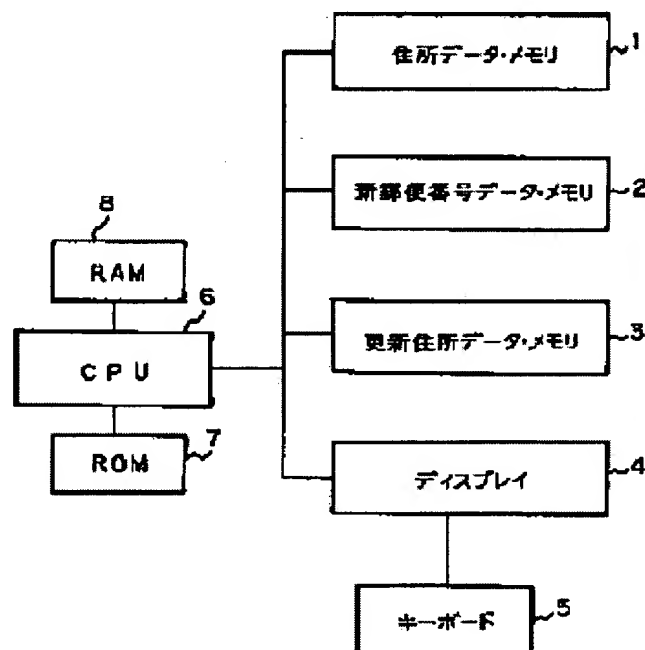 住所データ・メモリ
1
新郵便番号データ・メモリ
2
8
RAM
6
CPU
更新住所データ・メモリ
3
7
ROM
ディスプレイ
4
キーボード
5